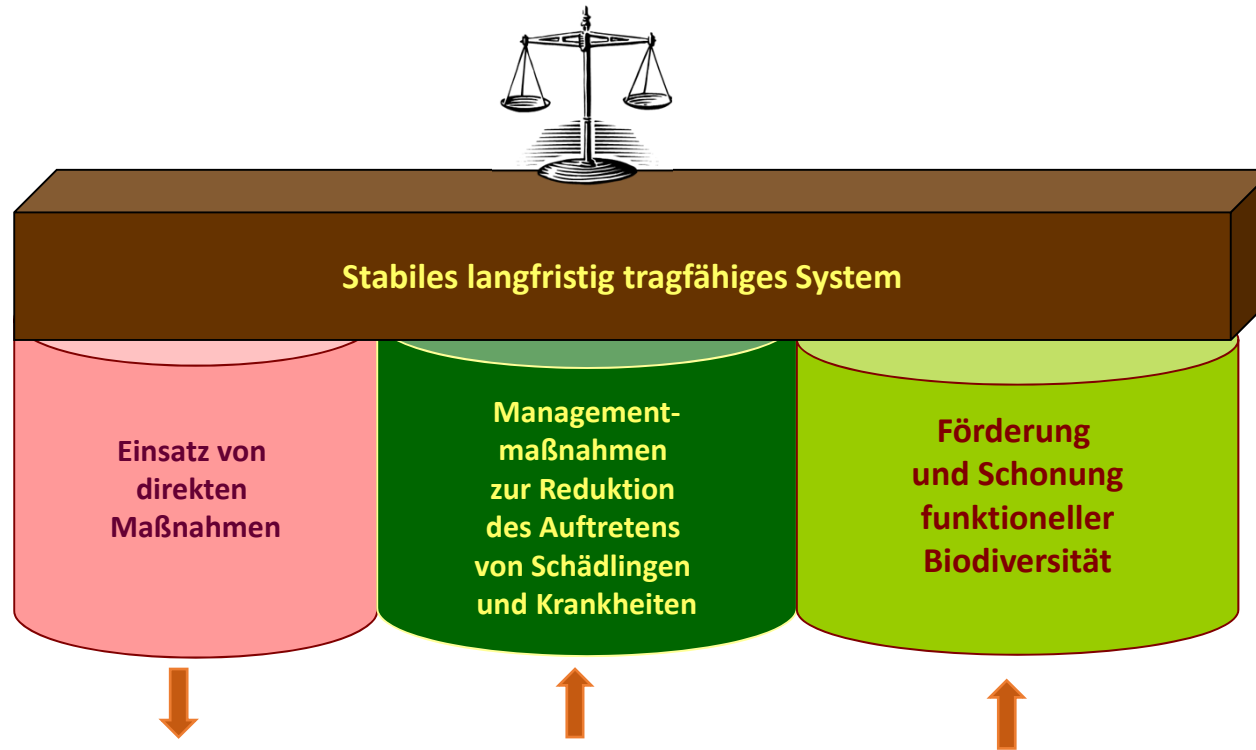 Stabiles langfristig tragfähiges System
Einsatz von
direkten
Maßnahmen
Management-
maßnahmen
zur Reduktion
des Auftretens
von Schädlingen
und Krankheiten
Förderung
und Schonung
funktioneller
Biodiversität